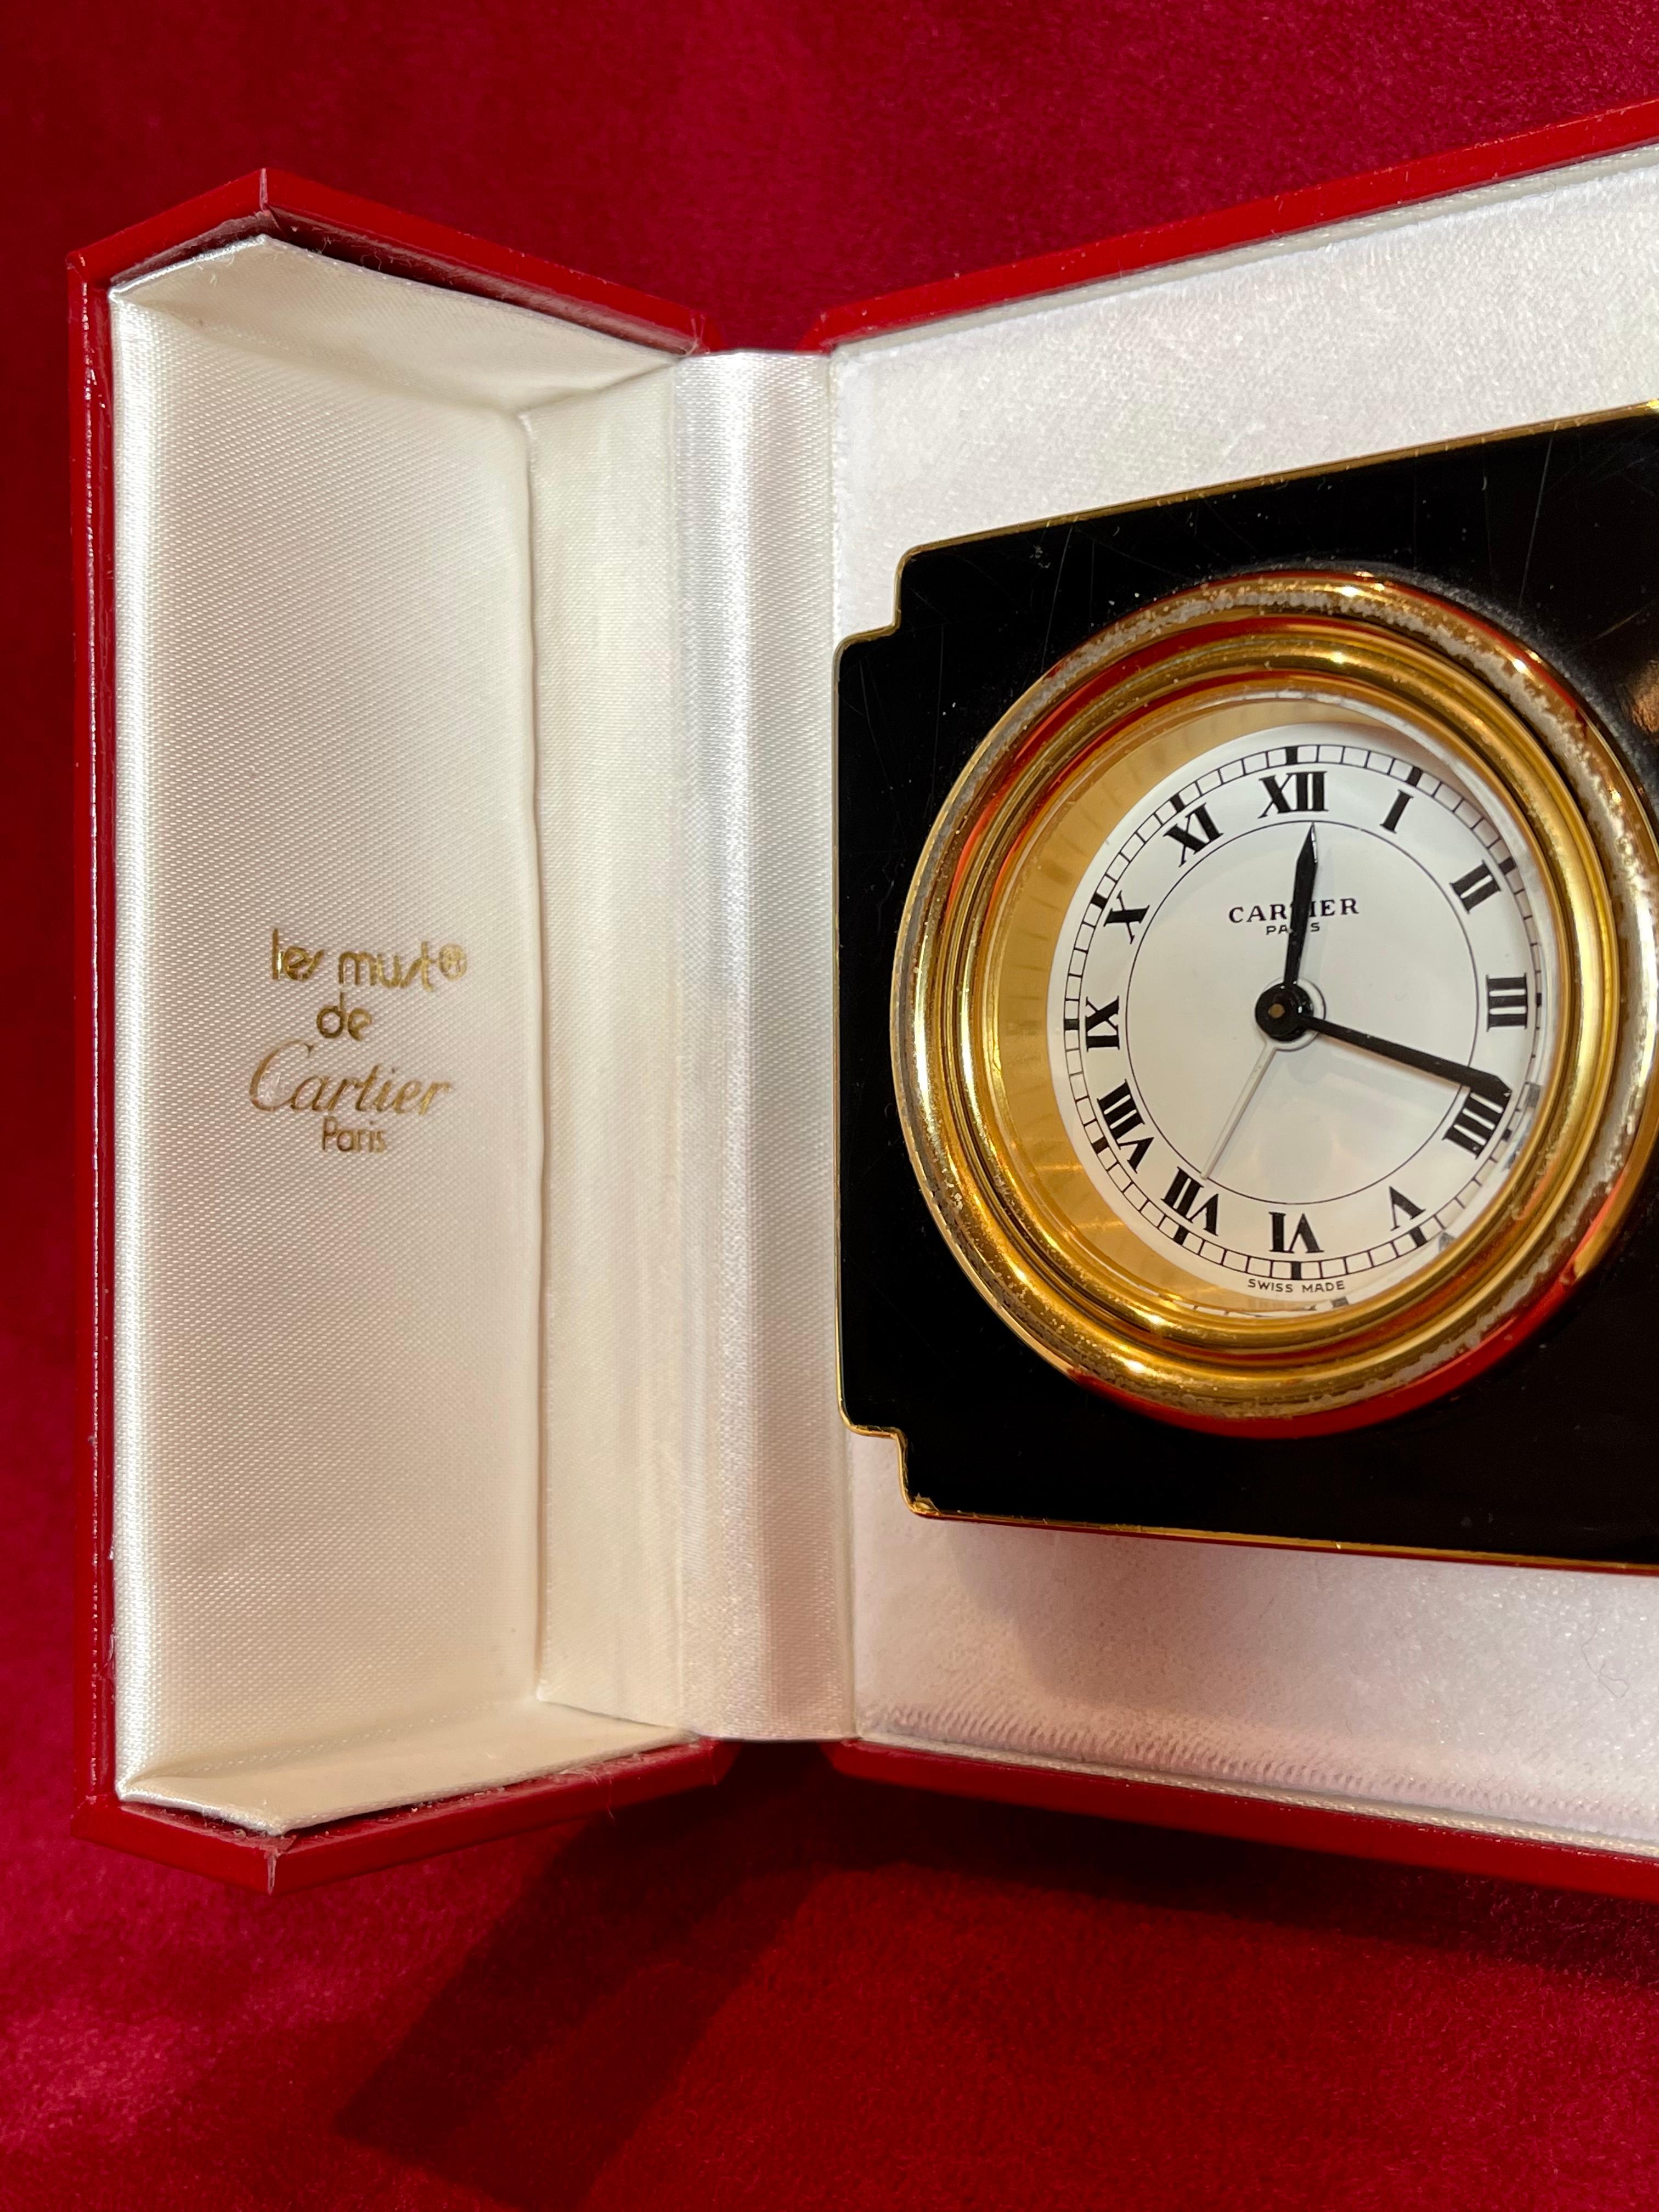 les must®
de
Cartier
Paris
XII
I
II
III
IIII
V
VI
VII
VIII
IX
X
XI
CARTIER
PARIS
SWISS MADE